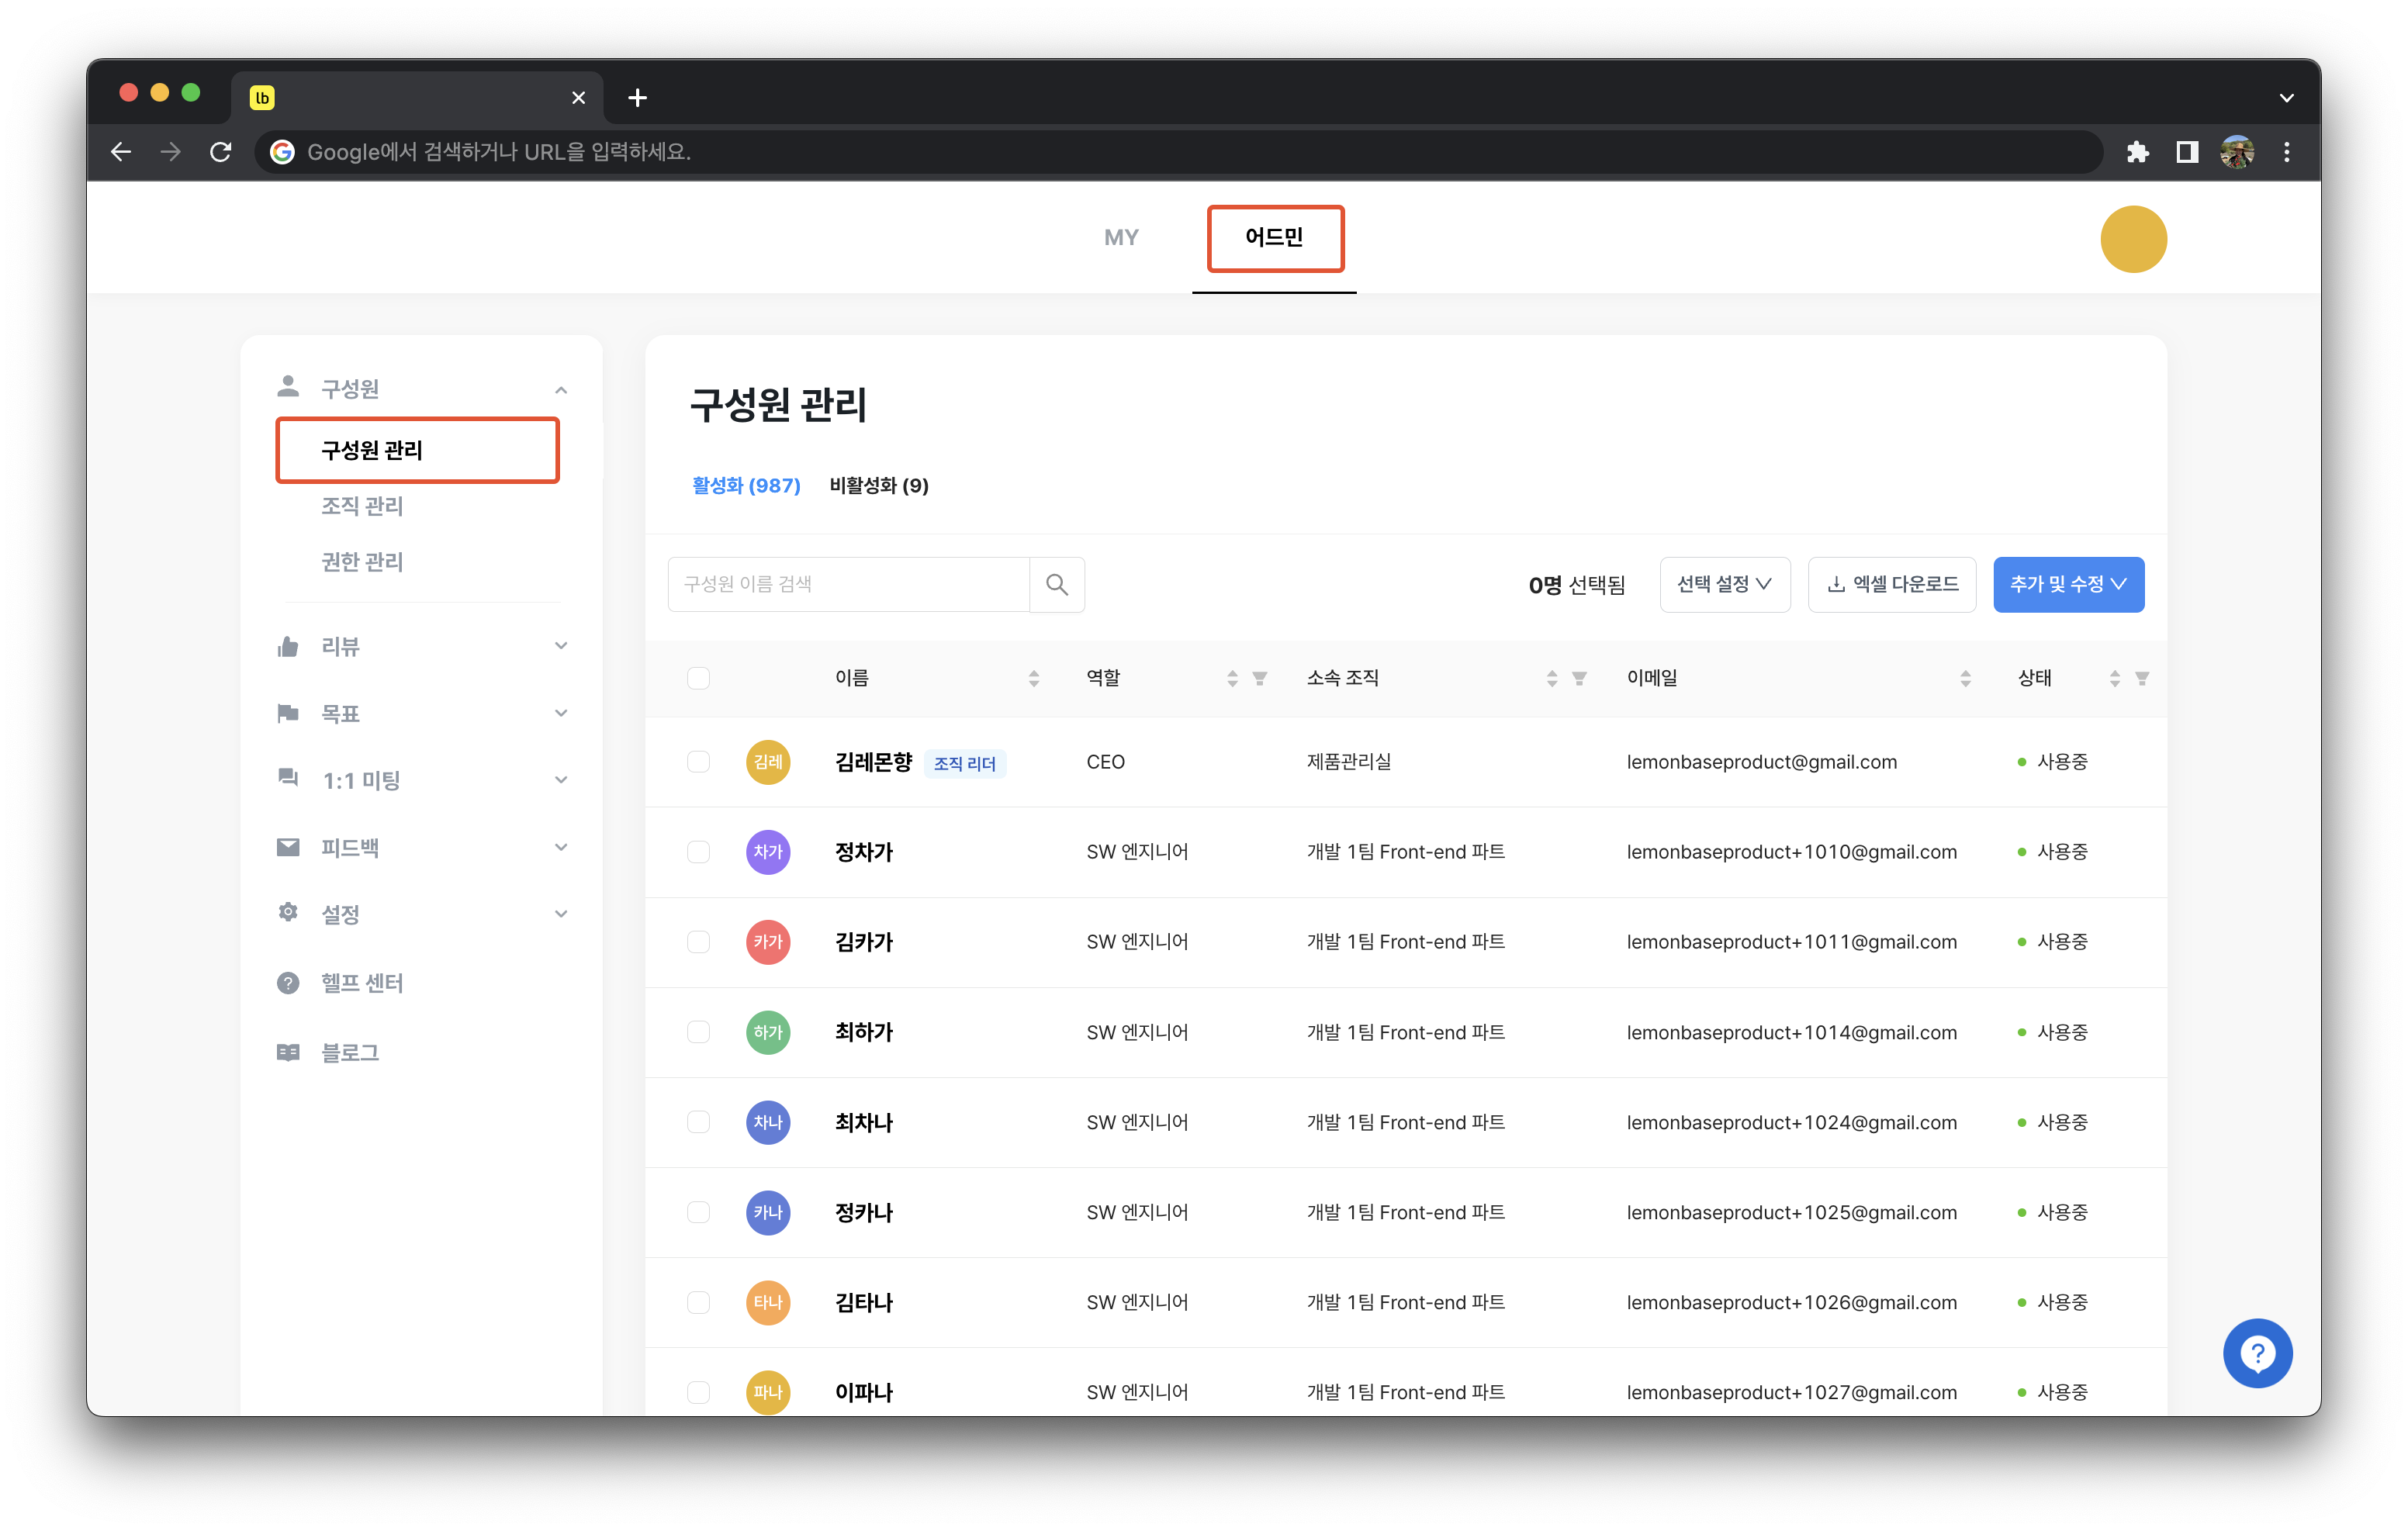 lb
Google에서 검색하거나 URL을 입력하세요.
MY 어드민
구성원
구성원 관리
조직 관리
권한 관리
리뷰
목표
1:1 미팅
피드백
설정
헬프 센터
블로그
구성원 관리
활성화 (987) 비활성화 (9)
구성원 이름 검색 0명 선택됨 선택 설정 엑셀 다운로드 추가 및 수정
이름 역할 소속 조직 이메일 상태
김레 김레몬향 조직 리더 CEO 제품관리실 lemonbaseproduct@gmail.com 사용중
차가 정차가 SW 엔지니어 개발 1팀 Front-end 파트 lemonbaseproduct+1010@gmail.com 사용중
카가 김카가 SW 엔지니어 개발 1팀 Front-end 파트 lemonbaseproduct+1011@gmail.com 사용중
하가 최하가 SW 엔지니어 개발 1팀 Front-end 파트 lemonbaseproduct+1014@gmail.com 사용중
차나 최차나 SW 엔지니어 개발 1팀 Front-end 파트 lemonbaseproduct+1024@gmail.com 사용중
카나 정카나 SW 엔지니어 개발 1팀 Front-end 파트 lemonbaseproduct+1025@gmail.com 사용중
타나 김타나 SW 엔지니어 개발 1팀 Front-end 파트 lemonbaseproduct+1026@gmail.com 사용중
파나 이파나 SW 엔지니어 개발 1팀 Front-end 파트 lemonbaseproduct+1027@gmail.com 사용중